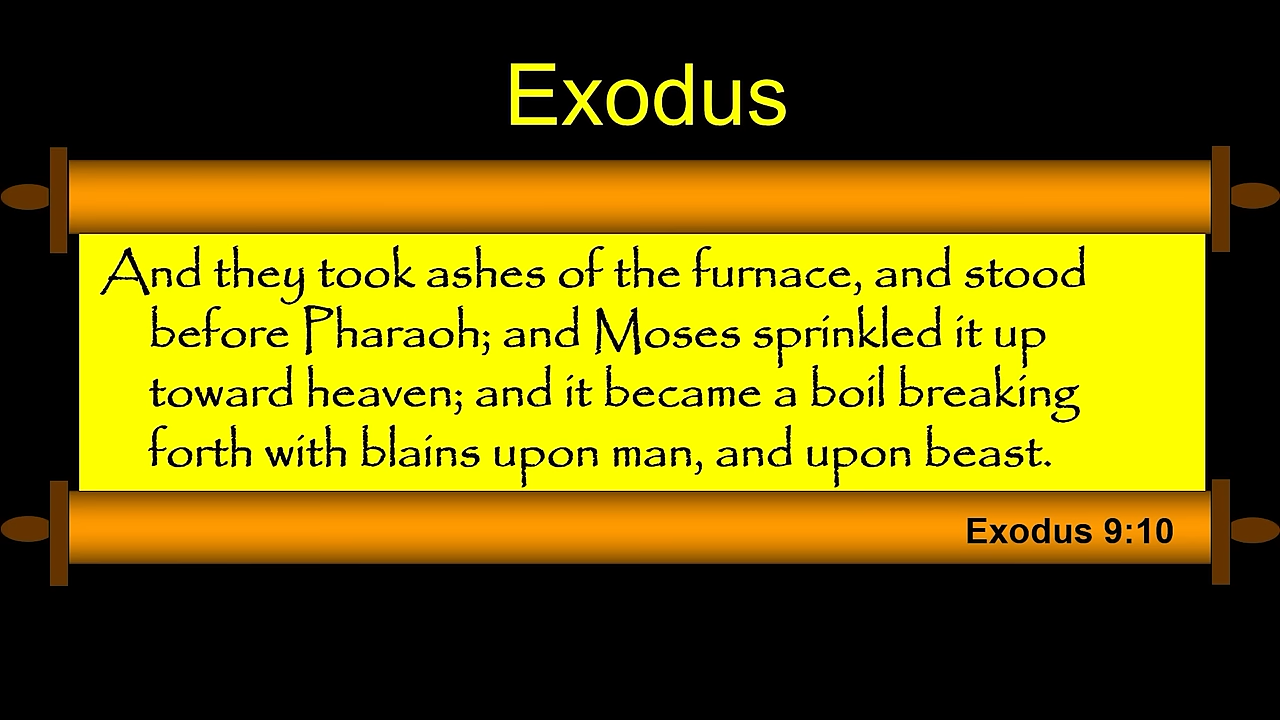 Exodus
And they took ashes of the furnace, and stood
before Pharaoh; and Moses sprinkled it up
toward heaven; and it became a boil breaking
forth with blains upon man, and upon beast.
Exodus 9:10